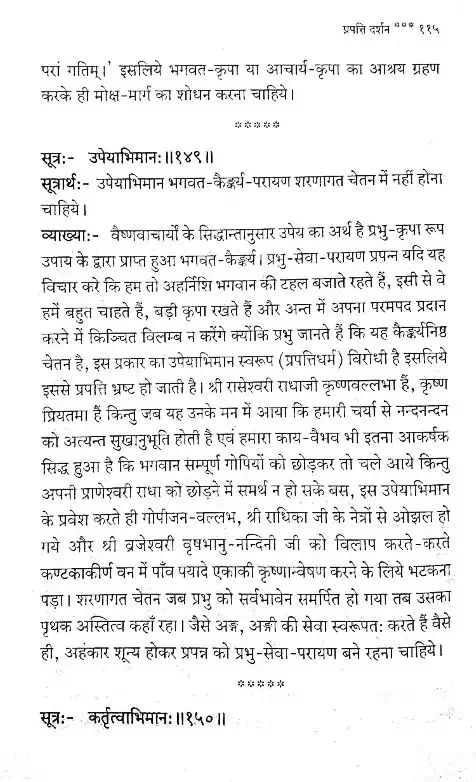 प्रपत्ति दर्शन *** ११५
परां गतिम्।' इसलिये भगवत-कृपा या आचार्य-कृपा का आश्रय ग्रहण
करके ही मोक्ष-मार्ग का शोधन करना चाहिये।
*****
सूत्रः- उपेयाभिमानः॥१४९॥
सूत्रार्थः- उपेयाभिमान भगवत-कैङ्कर्य-परायण शरणागत चेतन में नहीं होना
चाहिये।
व्याख्याः- वैष्णवाचार्यों के सिद्धान्तानुसार उपेय का अर्थ है प्रभु-कृपा रूप
उपाय के द्वारा प्राप्त हुआ भगवत-कैङ्कर्य। प्रभु-सेवा-परायण प्रपन्न यदि यह
विचार करे कि हम तो अहर्निशि भगवान की टहल बजाते रहते हैं, इसी से वे
हमें बहुत चाहते हैं, बड़ी कृपा रखते हैं और अन्त में अपना परमपद प्रदान
करने में किञ्चित विलम्ब न करेंगे क्योंकि प्रभु जानते हैं कि यह कैङ्कर्यनिष्ठ
चेतन है, इस प्रकार का उपेयाभिमान स्वरूप (प्रपत्तिधर्म) विरोधी है इसलिये
इससे प्रपत्ति भ्रष्ट हो जाती है। श्री रासेश्वरी राधाजी कृष्णवल्लभा हैं, कृष्ण
प्रियतमा हैं किन्तु जब यह उनके मन में आया कि हमारी चर्या से नन्दनन्दन
को अत्यन्त सुखानुभूति होती है एवं हमारा काय-वैभव भी इतना आकर्षक
सिद्ध हुआ है कि भगवान सम्पूर्ण गोपियों को छोड़कर तो चले आये किन्तु
अपनी प्राणेश्वरी राधा को छोड़ने में समर्थ न हो सके बस, इस उपेयाभिमान
के प्रवेश करते ही गोपीजन-वल्लभ, श्री राधिका जी के नेत्रों से ओझल हो
गये और श्री व्रजेश्वरी वृषभानु-नन्दिनी जी को विलाप करते-करते
कण्टकाकीर्ण वन में पाँव पयादे एकाकी कृष्णान्वेषण करने के लिये भटकना
पड़ा। शरणागत चेतन जब प्रभु को सर्वभावेन समर्पित हो गया तब उसका
पृथक अस्तित्व कहाँ रहा। जैसे अङ्ग, अङ्गी की सेवा स्वरूपतः करते हैं वैसे
ही, अहंकार शून्य होकर प्रपन्न को प्रभु-सेवा-परायण बने रहना चाहिये।
*****
सूत्रः- कर्तृत्वाभिमानः॥१५०॥